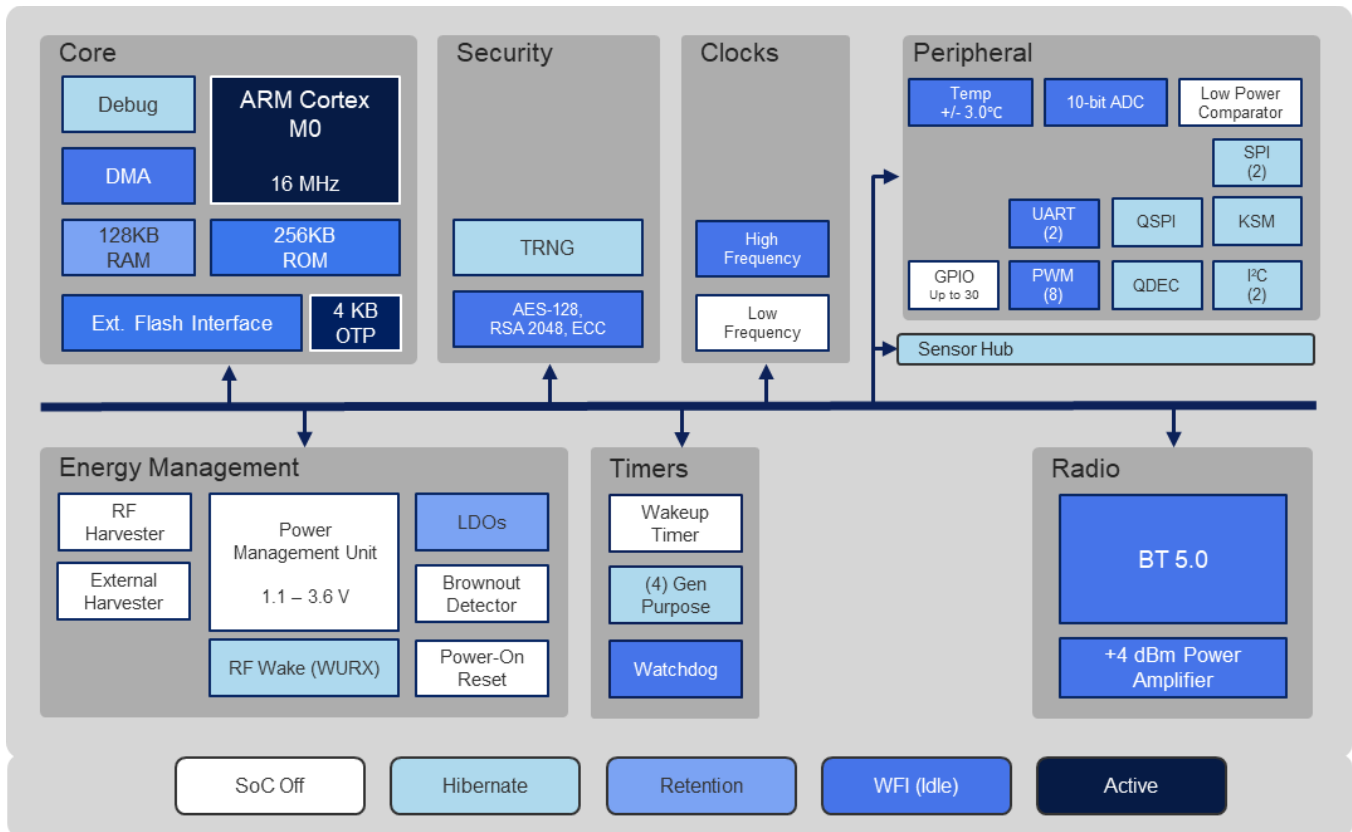 Core
Debug
ARM Cortex
M0
16 MHz
DMA
128KB
RAM
256KB
ROM
Ext. Flash Interface
4 KB
OTP
Security
TRNG
AES-128,
RSA 2048, ECC
Clocks
High
Frequency
Low
Frequency
Peripheral
Temp
+/- 3.0°C
10-bit ADC
Low Power
Comparator
SPI
(2)
UART
(2)
QSPI
KSM
GPIO
Up to 30
PWM
(8)
QDEC
I²C
(2)
Sensor Hub
Energy Management
RF
Harvester
External
Harvester
Power
Management Unit
1.1 – 3.6 V
RF Wake (WURX)
LDOs
Brownout
Detector
Power-On
Reset
Timers
Wakeup
Timer
(4) Gen
Purpose
Watchdog
Radio
BT 5.0
+4 dBm Power
Amplifier
SoC Off
Hibernate
Retention
WFI (Idle)
Active